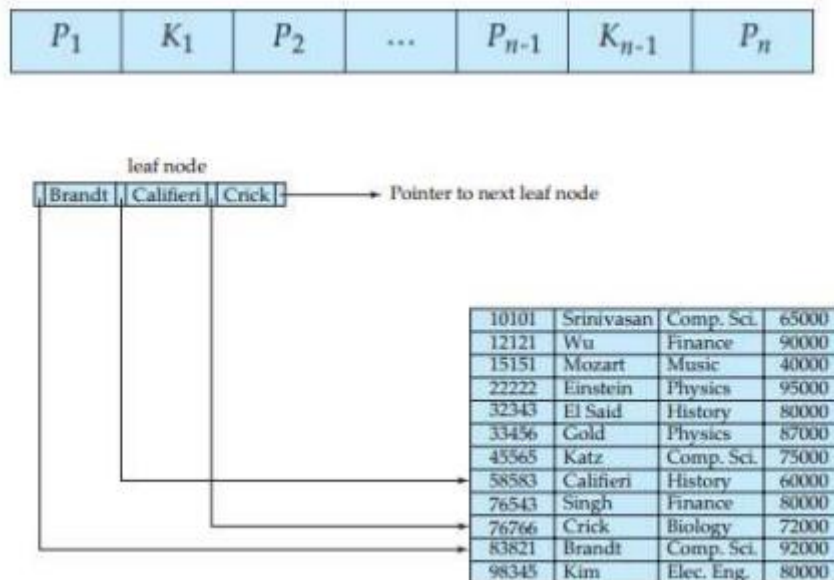 P1 K1 P2 ... Pn-1 Kn-1 Pn
leaf node
Brandt Califieri Crick Pointer to next leaf node
10101 Srinivasan Comp. Sci. 65000
12121 Wu Finance 90000
15151 Mozart Music 40000
22222 Einstein Physics 95000
32343 El Said History 80000
33456 Gold Physics 87000
45565 Katz Comp. Sci. 75000
58583 Califieri History 60000
76543 Singh Finance 80000
76766 Crick Biology 72000
83821 Brandt Comp. Sci. 92000
98345 Kim Elec. Eng. 80000